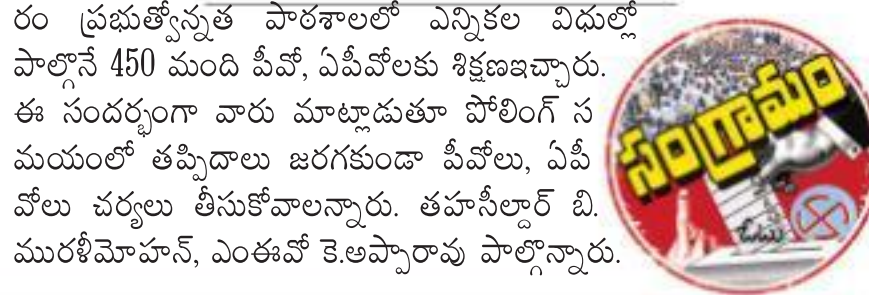 రం ప్రభుత్వోన్నత పాఠశాలలో ఎన్నికల విధుల్లో
పాల్గొనే 450 మంది పీవో, ఏపీవోలకు శిక్షణఇచ్చారు.
ఈ సందర్భంగా వారు మాట్లాడుతూ పోలింగ్ స
మయంలో తప్పిదాలు జరగకుండా పీవోలు, ఏపీ
వోలు చర్యలు తీసుకోవాలన్నారు. తహసీల్దార్ బి.
మురళీమోహన్, ఎంఈవో కె.అప్పారావు పాల్గొన్నారు.
సంగ్రామం
ఓటు